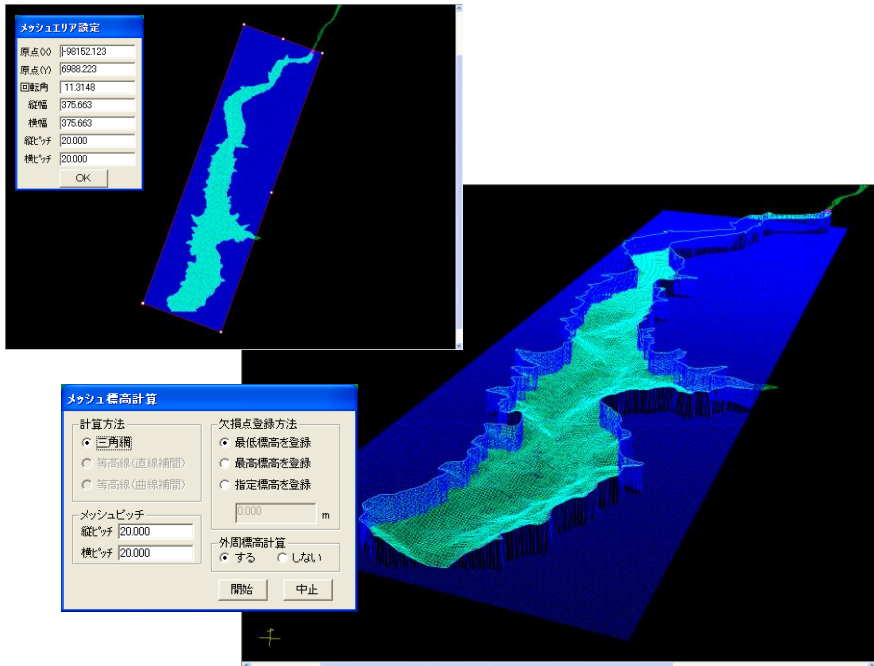 メッシュエリア設定
原点(X) -98152.123
原点(Y) 6988.223
回転角 11.3148
縦幅 375.663
横幅 375.663
縦ピッチ 20.000
横ピッチ 20.000
OK
メッシュ標高計算
計算方法
三角網
等高線(直線補間)
等高線(曲線補間)
メッシュピッチ
縦ピッチ 20.000
横ピッチ 20.000
欠損点登録方法
最低標高を登録
最高標高を登録
指定標高を登録
0.000 m
外周標高計算
する しない
開始 中止